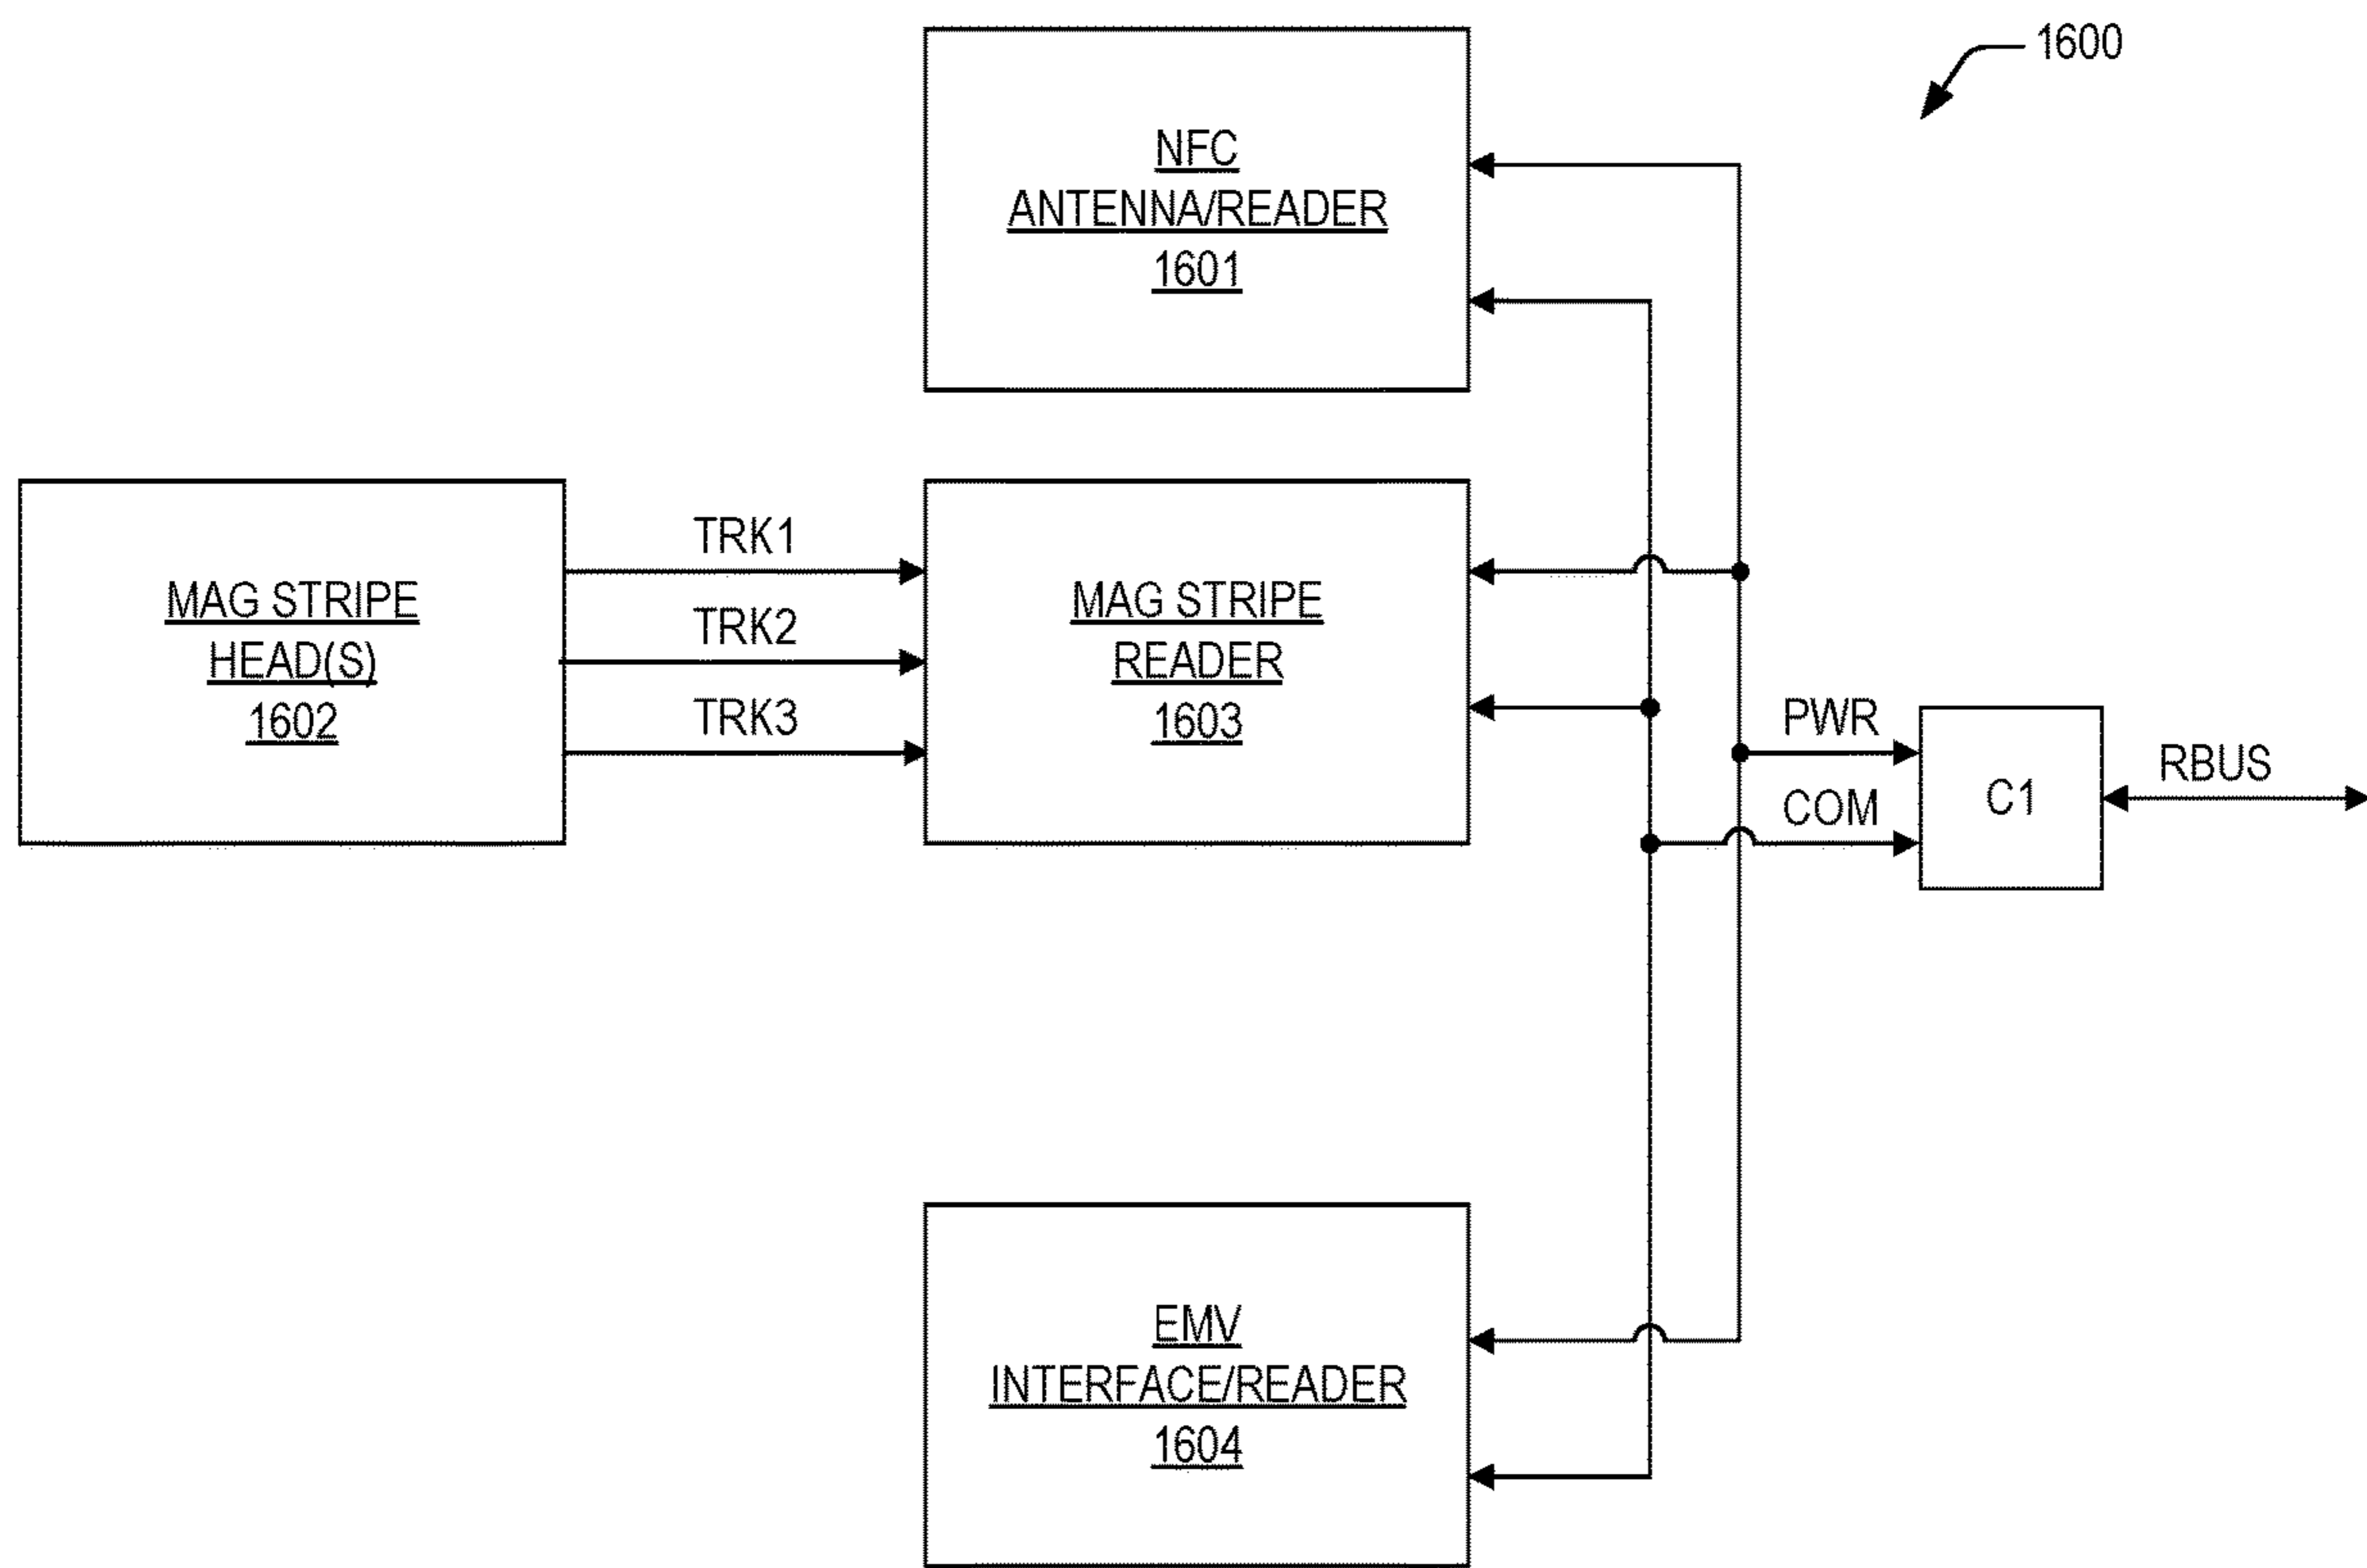 1600
NFC
ANTENNA/READER
1601
MAG STRIPE
HEAD(S)
1602
TRK1
TRK2
TRK3
MAG STRIPE
READER
1603
PWR
COM
C1
RBUS
EMV
INTERFACE/READER
1604